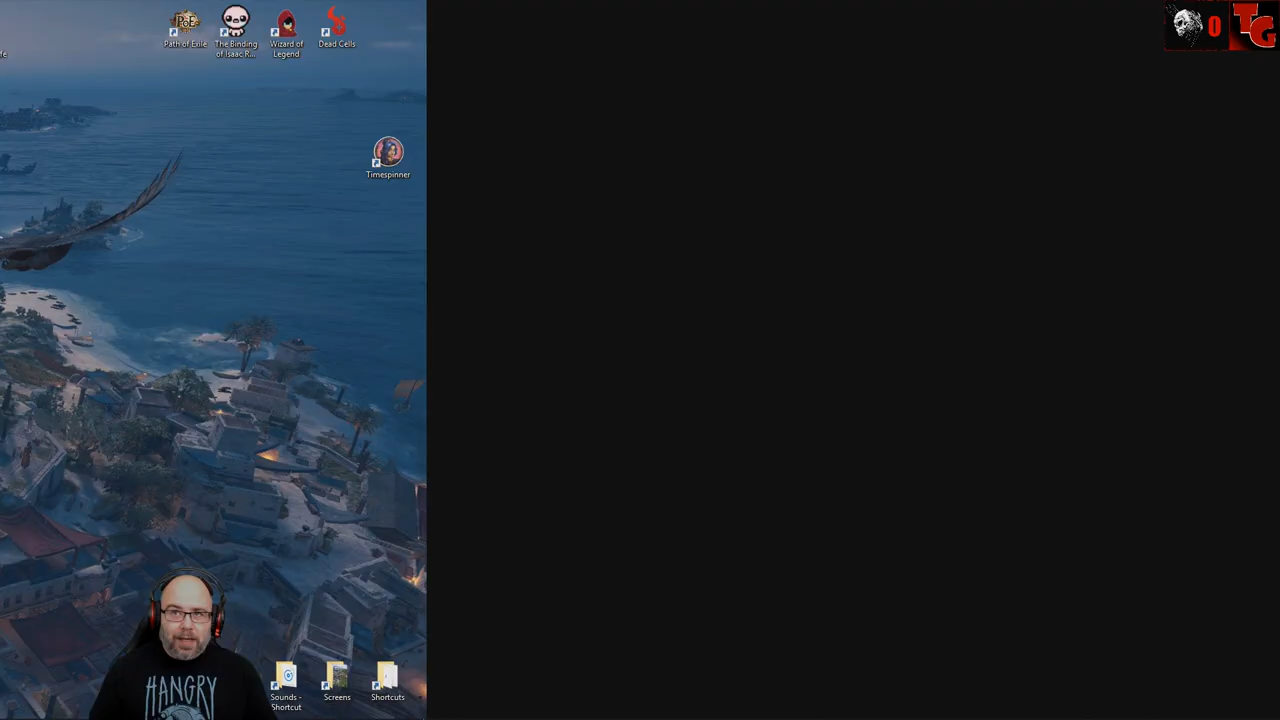 Path of Exile
The Binding
of Isaac R...
Wizard of
Legend
Dead Cells
fe
0
TG
Timespinner
Sounds -
Shortcut
Screens
Shortcuts
HANGRY